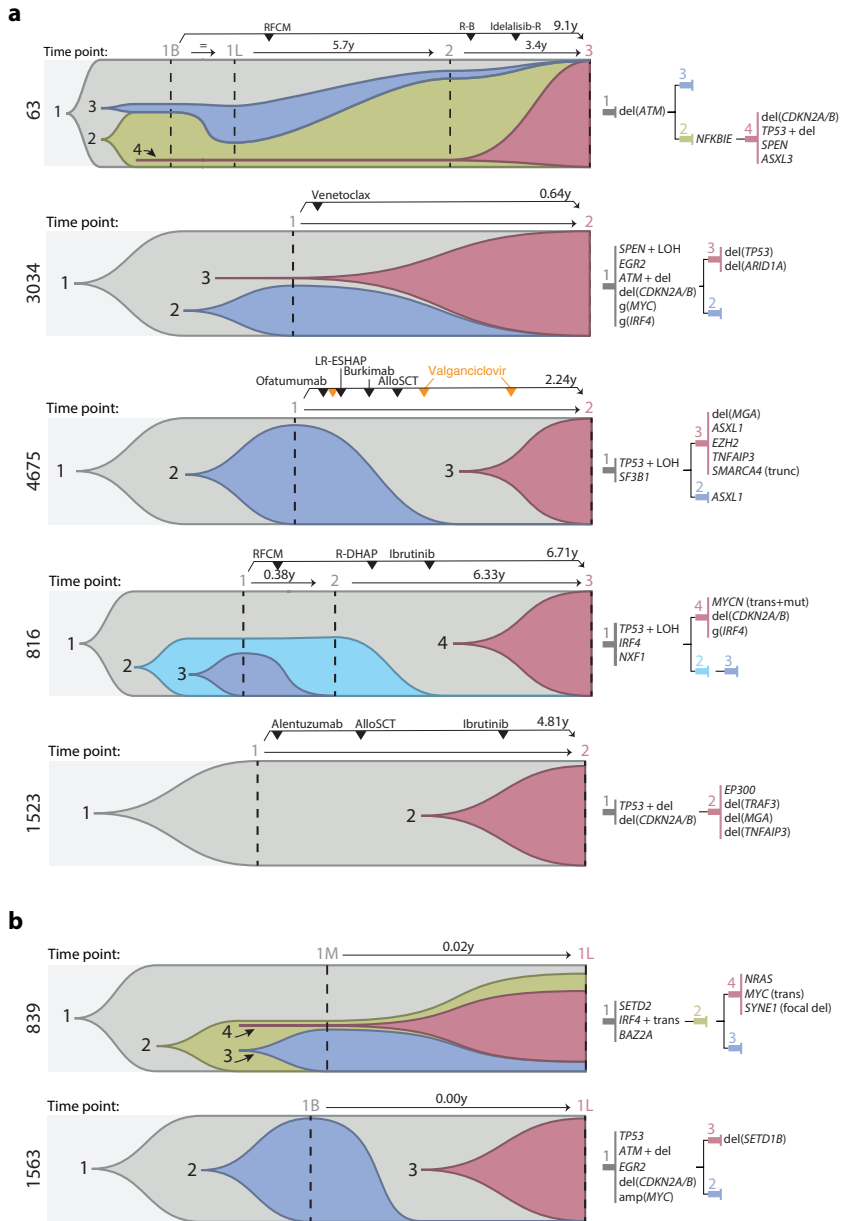 a
RFCM R-B Idelalisib-R 9.1y
Time point: 1B = 1L 5.7y 2 3.4y 3
63
1 3 2 4
1 del(ATM) 3
2 NFKBIE 4 del(CDKN2A/B)
TP53 + del
SPEN
ASXL3
Venetoclax 0.64y
Time point: 1 2
3034
1 3 2
1 SPEN + LOH
EGR2
ATM + del
del(CDKN2A/B)
g(MYC)
g(IRF4)
3 del(TP53)
del(ARID1A)
2
LR-ESHAP
Burkimab Valganciclovir
Ofatumumab AlloSCT 2.24y
Time point: 1 2
4675
1 2 3
1 TP53 + LOH
SF3B1
3 del(MGA)
ASXL1
EZH2
TNFAIP3
SMARCA4 (trunc)
2 ASXL1
RFCM R-DHAP Ibrutinib 6.71y
Time point: 1 0.38y 2 6.33y 3
816
1 2 3 4
1 TP53 + LOH
IRF4
NXF1
4 MYCN (trans+mut)
del(CDKN2A/B)
g(IRF4)
2 3
Alentuzumab AlloSCT Ibrutinib 4.81y
Time point: 1 2
1523
1 2
1 TP53 + del
del(CDKN2A/B)
2 EP300
del(TRAF3)
del(MGA)
del(TNFAIP3)
b
Time point: 1M 0.02y 1L
839
1 2 4 3
1 SETD2
IRF4 + trans
BAZ2A
2
4 NRAS
MYC (trans)
SYNE1 (focal del)
3
Time point: 1B 0.00y 1L
1563
1 2 3
1 TP53
ATM + del
EGR2
del(CDKN2A/B)
amp(MYC)
3 del(SETD1B)
2